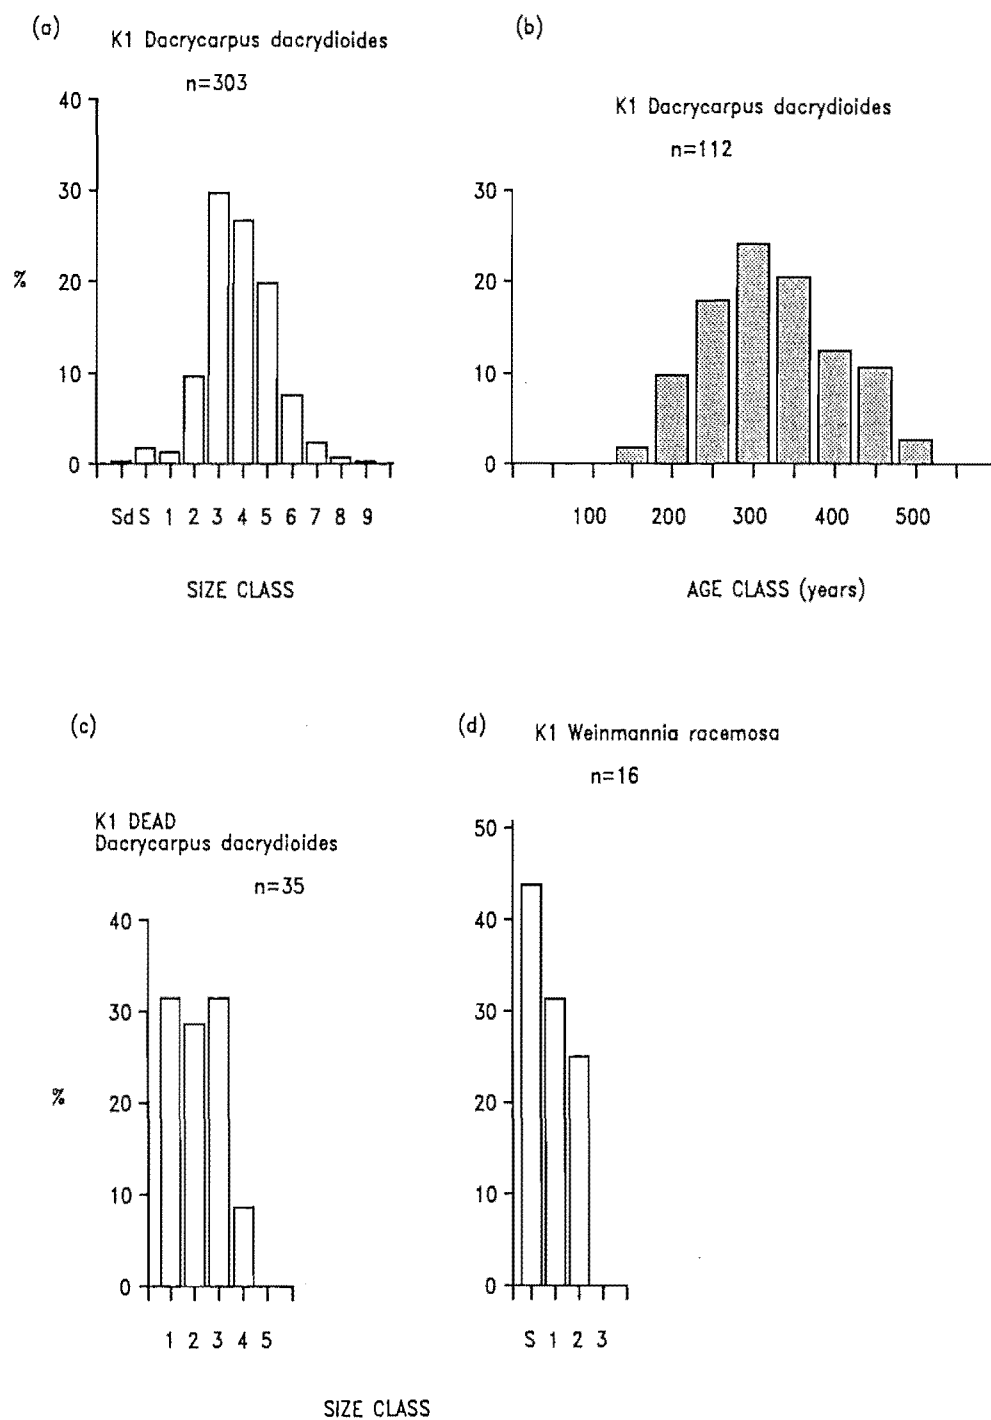 (a)
K1 Dacrycarpus dacrydioides
n=303
40
30
%
20
10
0
Sd S 1 2 3 4 5 6 7 8 9
SIZE CLASS
(b)
K1 Dacrycarpus dacrydioides
n=112
30
20
10
0
100 200 300 400 500
AGE CLASS (years)
(c)
K1 DEAD
Dacrycarpus dacrydioides
n=35
40
30
%
20
10
0
1 2 3 4 5
(d)
K1 Weinmannia racemosa
n=16
50
40
30
20
10
0
S 1 2 3
SIZE CLASS